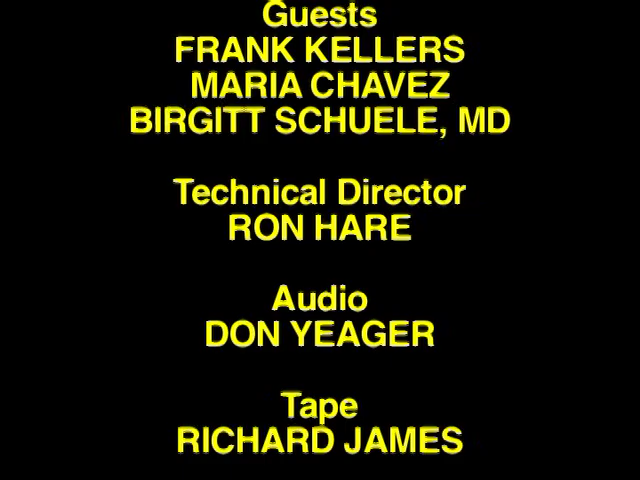 Guests
FRANK KELLERS
MARIA CHAVEZ
BIRGITT SCHUELE, MD
Technical Director
RON HARE
Audio
DON YEAGER
Tape
RICHARD JAMES